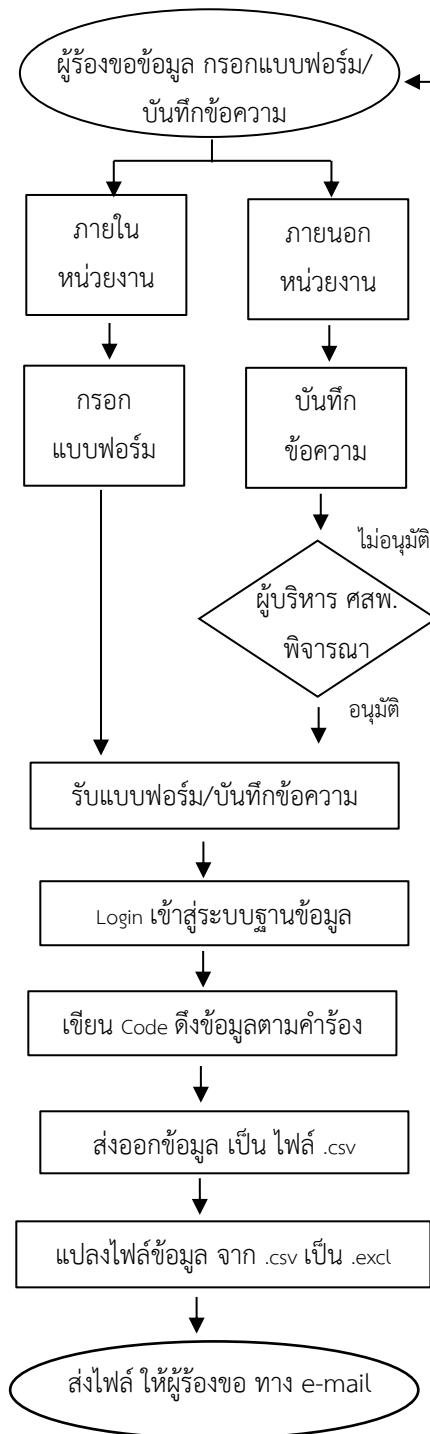 ผู้ร้องขอข้อมูล กรอกแบบฟอร์ม/
บันทึกข้อความ
ภายใน
หน่วยงาน
ภายนอก
หน่วยงาน
กรอก
แบบฟอร์ม
บันทึก
ข้อความ
ไม่อนุมัติ
ผู้บริหาร ศสพ.
พิจารณา
อนุมัติ
รับแบบฟอร์ม/บันทึกข้อความ
Login เข้าสู่ระบบฐานข้อมูล
เขียน Code ดึงข้อมูลตามคำร้อง
ส่งออกข้อมูล เป็น ไฟล์ .csv
แปลงไฟล์ข้อมูล จาก .csv เป็น .excl
ส่งไฟล์ ให้ผู้ร้องขอ ทาง e-mail